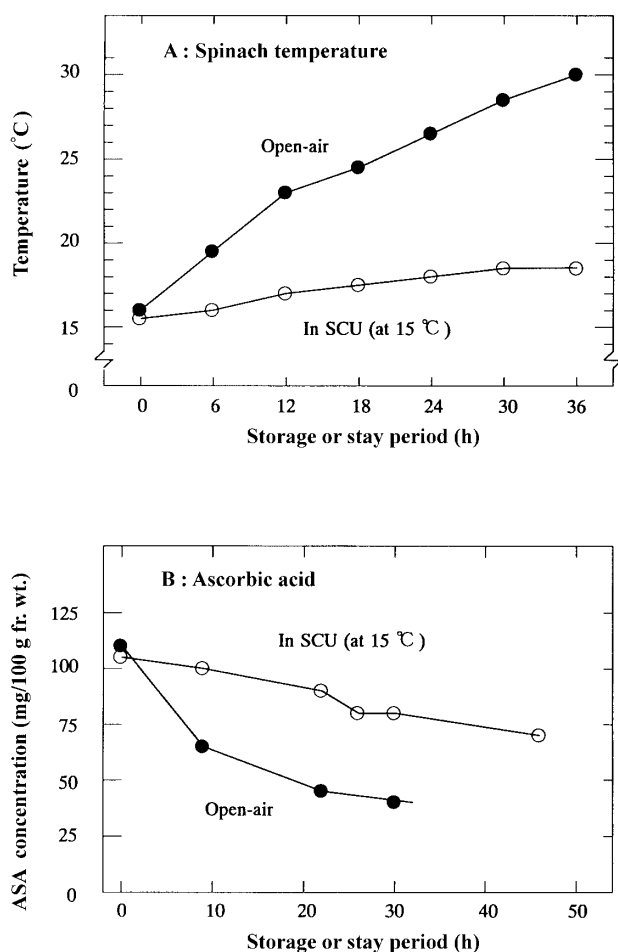 A : Spinach temperature
30
25
20
15
0
Temperature (°C)
Open-air
In SCU (at 15 ℃)
0 6 12 18 24 30 36
Storage or stay period (h)
B : Ascorbic acid
125
100
75
50
25
0
ASA concentration (mg/100 g fr. wt.)
In SCU (at 15 ℃)
Open-air
0 10 20 30 40 50
Storage or stay period (h)